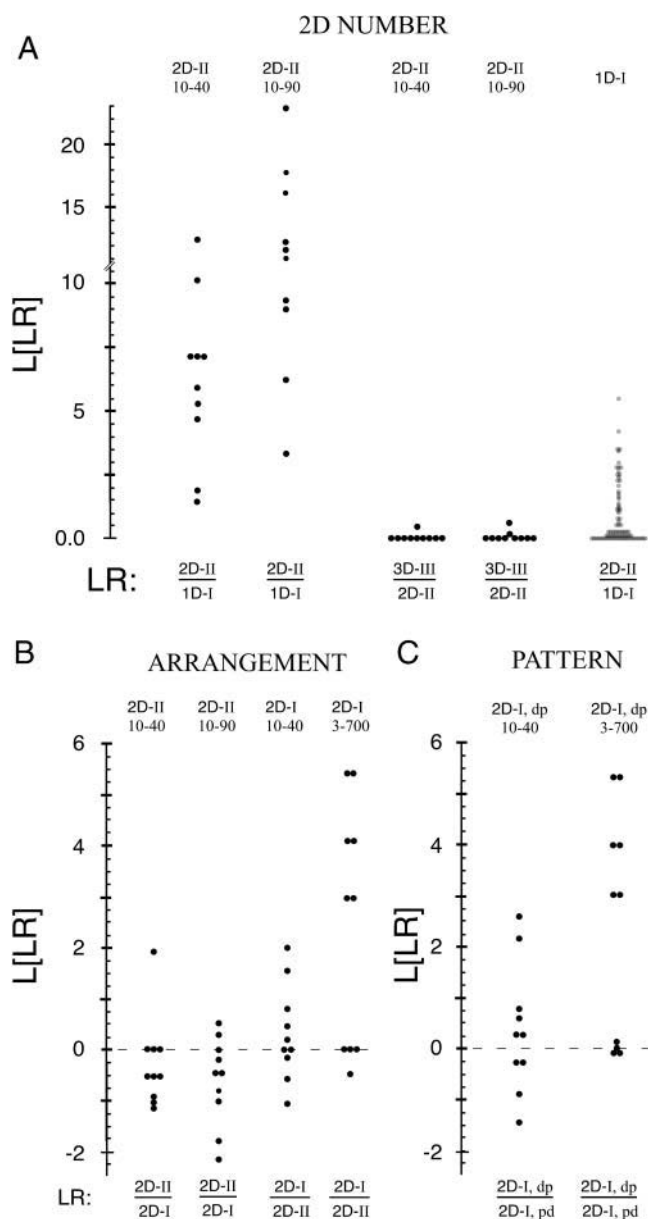 2D NUMBER
A
2D-II 2D-II 2D-II 2D-II 1D-I
10-40 10-90 10-40 10-90
20
15
10
5
0.0
L[LR]
LR: 2D-II 2D-II 3D-III 3D-III 2D-II
1D-I 1D-I 2D-II 2D-II 1D-I
B ARRANGEMENT
2D-II 2D-II 2D-I 2D-I
10-40 10-90 10-40 3-700
6
4
2
0
-2
L[LR]
LR: 2D-II 2D-II 2D-I 2D-I
2D-I 2D-I 2D-II 2D-II
C PATTERN
2D-I, dp 2D-I, dp
10-40 3-700
6
4
2
0
-2
L[LR]
2D-I, dp 2D-I, dp
2D-I, pd 2D-I, pd